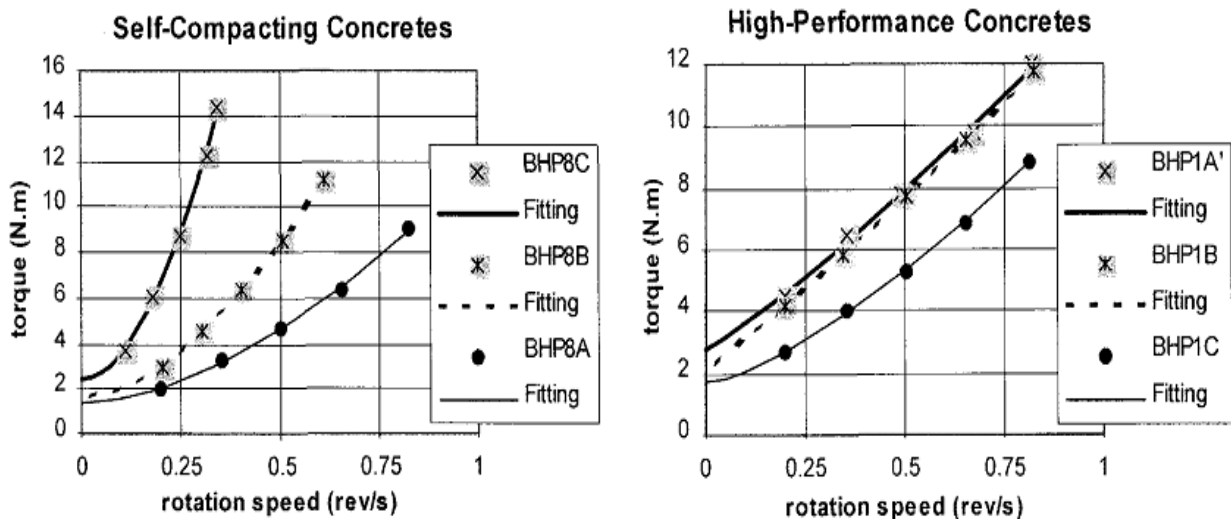 Self-Compacting Concretes
16
14
12
10
8
6
4
2
0
torque (N.m)
0 0.25 0.5 0.75 1
rotation speed (rev/s)
BHP8C
Fitting
BHP8B
Fitting
BHP8A
Fitting
High-Performance Concretes
12
10
8
6
4
2
0
torque (N.m)
0 0.25 0.5 0.75 1
rotation speed (rev/s)
BHP1A'
Fitting
BHP1B
Fitting
BHP1C
Fitting